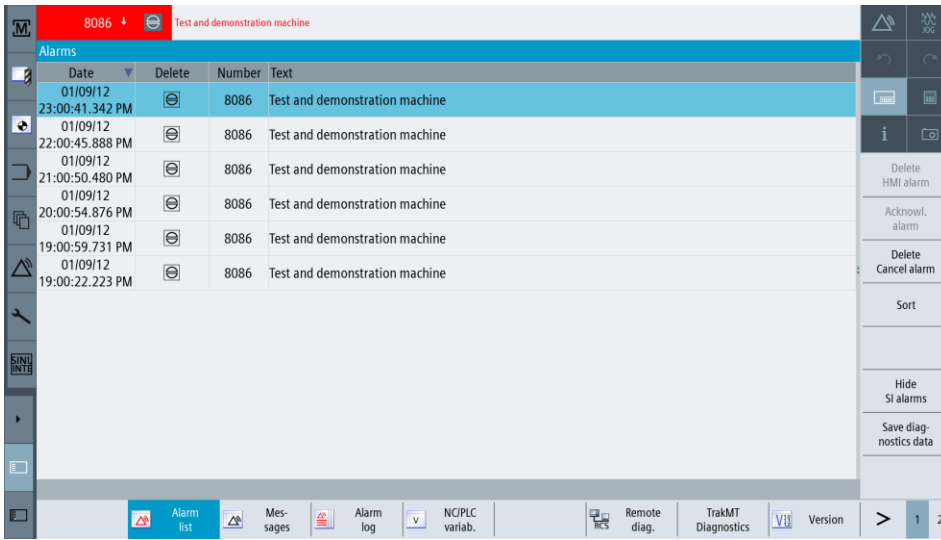 M
8086 ↓ Test and demonstration machine
JOG
Alarms
Date Delete Number Text
01/09/12
23:00:41.342 PM
8086 Test and demonstration machine
01/09/12
22:00:45.888 PM
8086 Test and demonstration machine
01/09/12
21:00:50.480 PM
8086 Test and demonstration machine
01/09/12
20:00:54.876 PM
8086 Test and demonstration machine
01/09/12
19:00:59.731 PM
8086 Test and demonstration machine
01/09/12
19:00:22.223 PM
8086 Test and demonstration machine
SINU
INTE
i
Delete
HMI alarm
Acknowl.
alarm
Delete
Cancel alarm
Sort
Hide
SI alarms
Save diag-
nostics data
Alarm
list
Mes-
sages
Alarm
log
V
NC/PLC
variab.
RCS
Remote
diag.
TrakMT
Diagnostics
Version
> 1 2